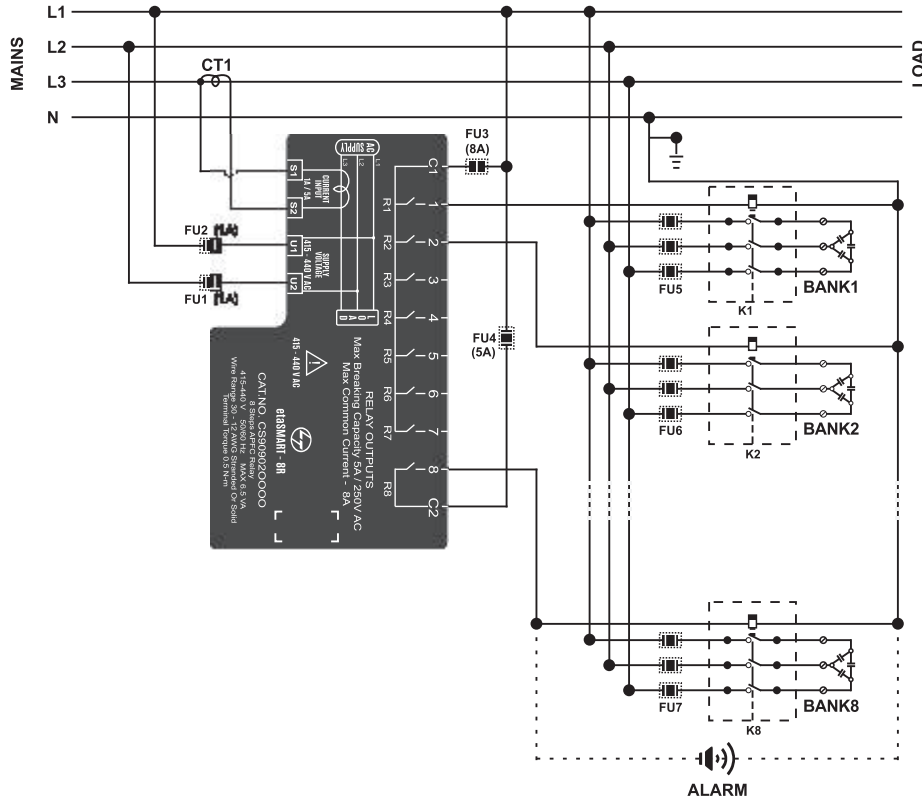 MAINS
L1
L2
L3
N
LOAD
CT1
FU3
(8A)
AC
SUPPLY
L3
L2
L1
S1
S2
CURRENT
INPUT
1A / 5A
U1
U2
SUPPLY
VOLTAGE
415 - 440 V AC
FU2
(1A)
FU1
(1A)
L O A D
C1
1
2
3
4
5
6
7
8
C2
R1
R2
R3
R4
R5
R6
R7
R8
FU4
(5A)
RELAY OUTPUTS
Max Breaking Capacity 5A / 250V AC
Max Common Current - 8A
415 - 440 V AC
etaSMART - 8R
CAT.NO. CS90902OOOO
8 Steps APFC Relay
415-440 V 50/60 Hz MAX 6.5 VA
Wire Range 30 - 12 AWG Stranded Or Solid
Terminal Torque 0.5 N-m
FU5
K1
BANK1
FU6
K2
BANK2
FU7
K8
BANK8
ALARM